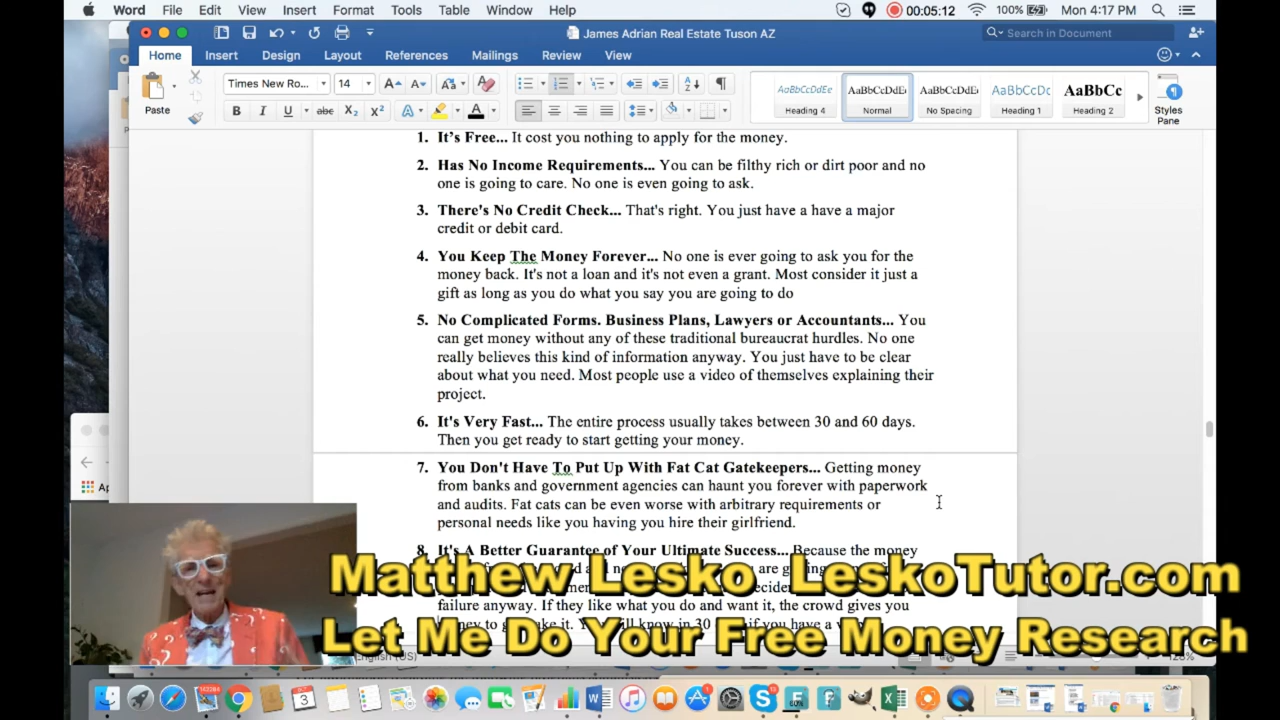 Word File Edit View Insert Format Tools Table Window Help 00:05:12 100% Mon 4:17 PM
James Adrian Real Estate Tuson AZ Search in Document
Home Insert Design Layout References Mailings Review View
Times New Ro... 14
AaBbCcDdEe AaBbCcDdEe AaBbCcDdEe AaBbCcDc AaBbCc
Paste Heading 4 Normal No Spacing Heading 1 Heading 2 Styles Pane
1. It's Free... It cost you nothing to apply for the money.
2. Has No Income Requirements... You can be filthy rich or dirt poor and no
one is going to care. No one is even going to ask.
3. There's No Credit Check... That's right. You just have a have a major
credit or debit card.
4. You Keep The Money Forever... No one is ever going to ask you for the
money back. It's not a loan and it's not even a grant. Most consider it just a
gift as long as you do what you say you are going to do
5. No Complicated Forms. Business Plans, Lawyers or Accountants... You
can get money without any of these traditional bureaucrat hurdles. No one
really believes this kind of information anyway. You just have to be clear
about what you need. Most people use a video of themselves explaining their
project.
6. It's Very Fast... The entire process usually takes between 30 and 60 days.
Then you get ready to start getting your money.
7. You Don't Have To Put Up With Fat Cat Gatekeepers... Getting money
from banks and government agencies can haunt you forever with paperwork
and audits. Fat cats can be even worse with arbitrary requirements or
personal needs like you having you hire their girlfriend.
8. It's A Better Guarantee of Your Ultimate Success... Because the money
Matthew Lesko LeskoTutor.com
failure anyway. If they like what you do and want it, the crowd gives you
Let Me Do Your Free Money Research
English (US) 128%